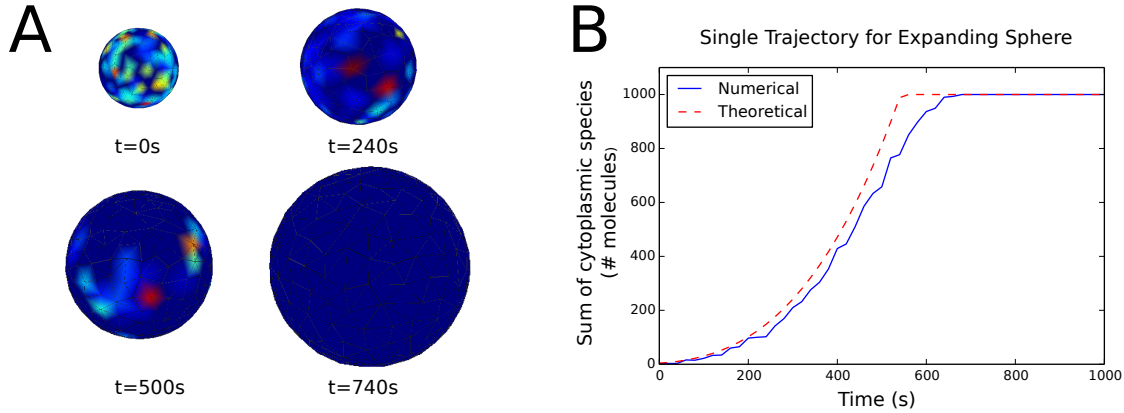 A
t=0s
t=240s
t=500s
t=740s
B
Single Trajectory for Expanding Sphere
Numerical
Theoretical
Sum of cytoplasmic species
(# molecules)
1000
800
600
400
200
0
0
200
400
600
800
1000
Time (s)